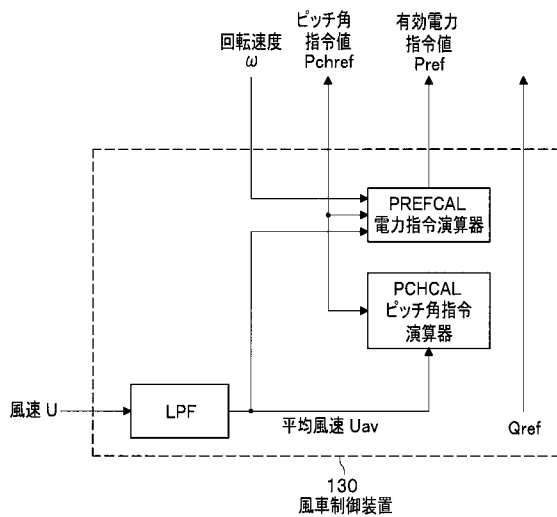 回転速度
ω
ピッチ角
指令値
Pchref
有効電力
指令値
Pref
PREFCAL
電力指令演算器
PCHCAL
ピッチ角指令
演算器
風速 U
LPF
平均風速 Uav
Qref
130
風車制御装置